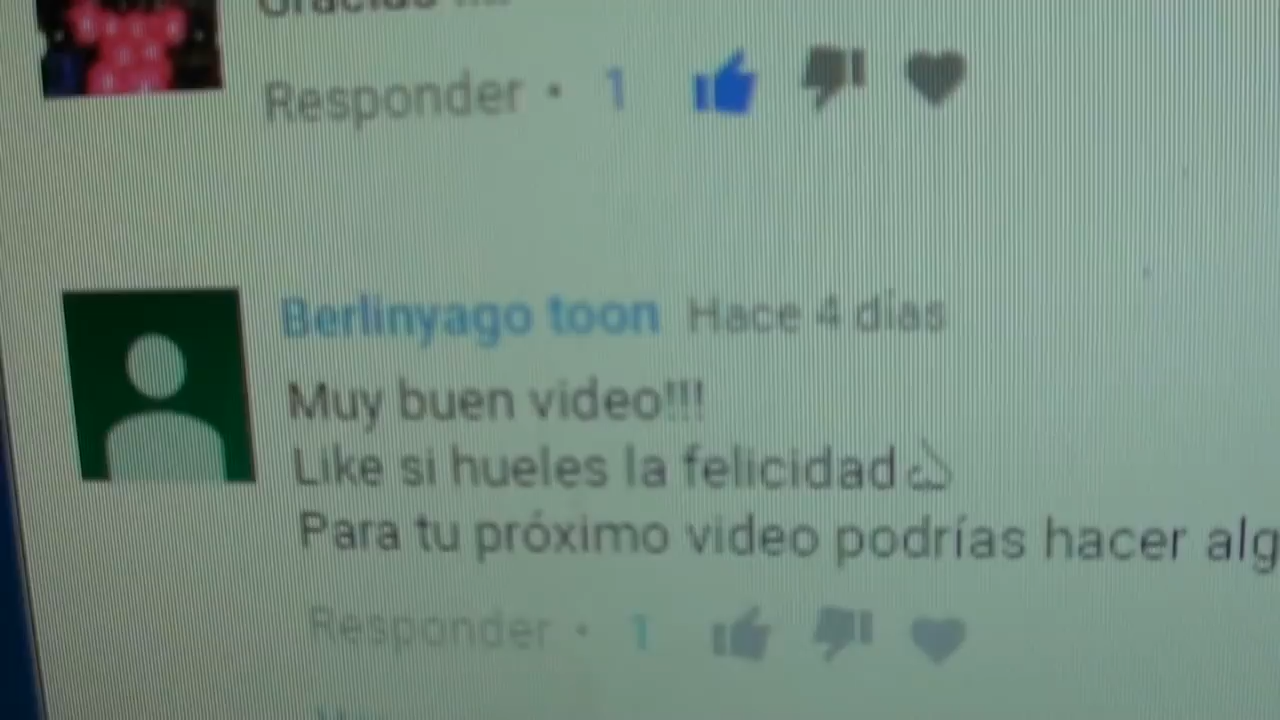 Gracias
Responder • 1
Berlinyago toon Hace 4 días
Muy buen video!!!
Like si hueles la felicidad👍
Para tu próximo video podrías hacer alg
Responder • 1